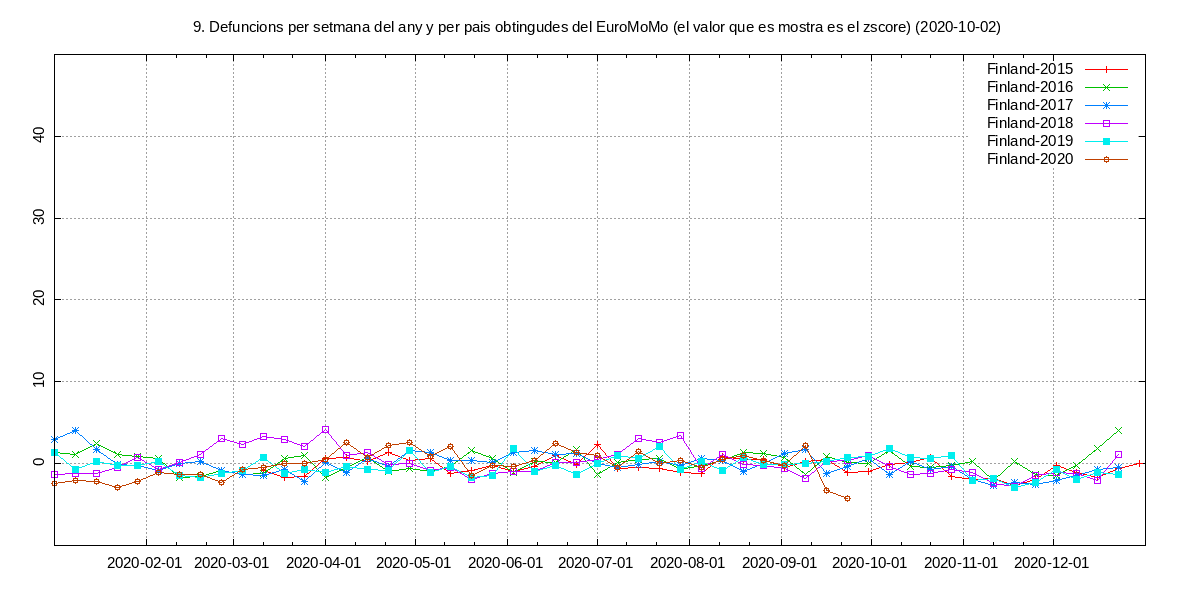 9. Defuncions per setmana del any y per pais obtingudes del EuroMoMo (el valor que es mostra es el zscore) (2020-10-02)
Finland-2015
Finland-2016
Finland-2017
Finland-2018
Finland-2019
Finland-2020
40
30
20
10
0
2020-02-01 2020-03-01 2020-04-01 2020-05-01 2020-06-01 2020-07-01 2020-08-01 2020-09-01 2020-10-01 2020-11-01 2020-12-01